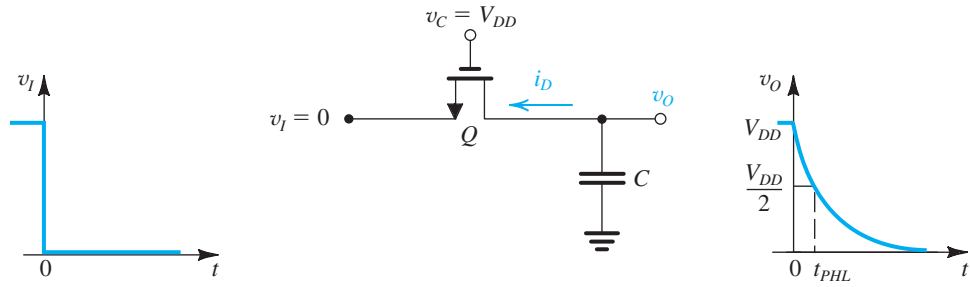 v_C = V_DD
v_I
0
t
v_I = 0
Q
i_D
v_O
C
v_O
V_DD
V_DD
2
0
t_PHL
t